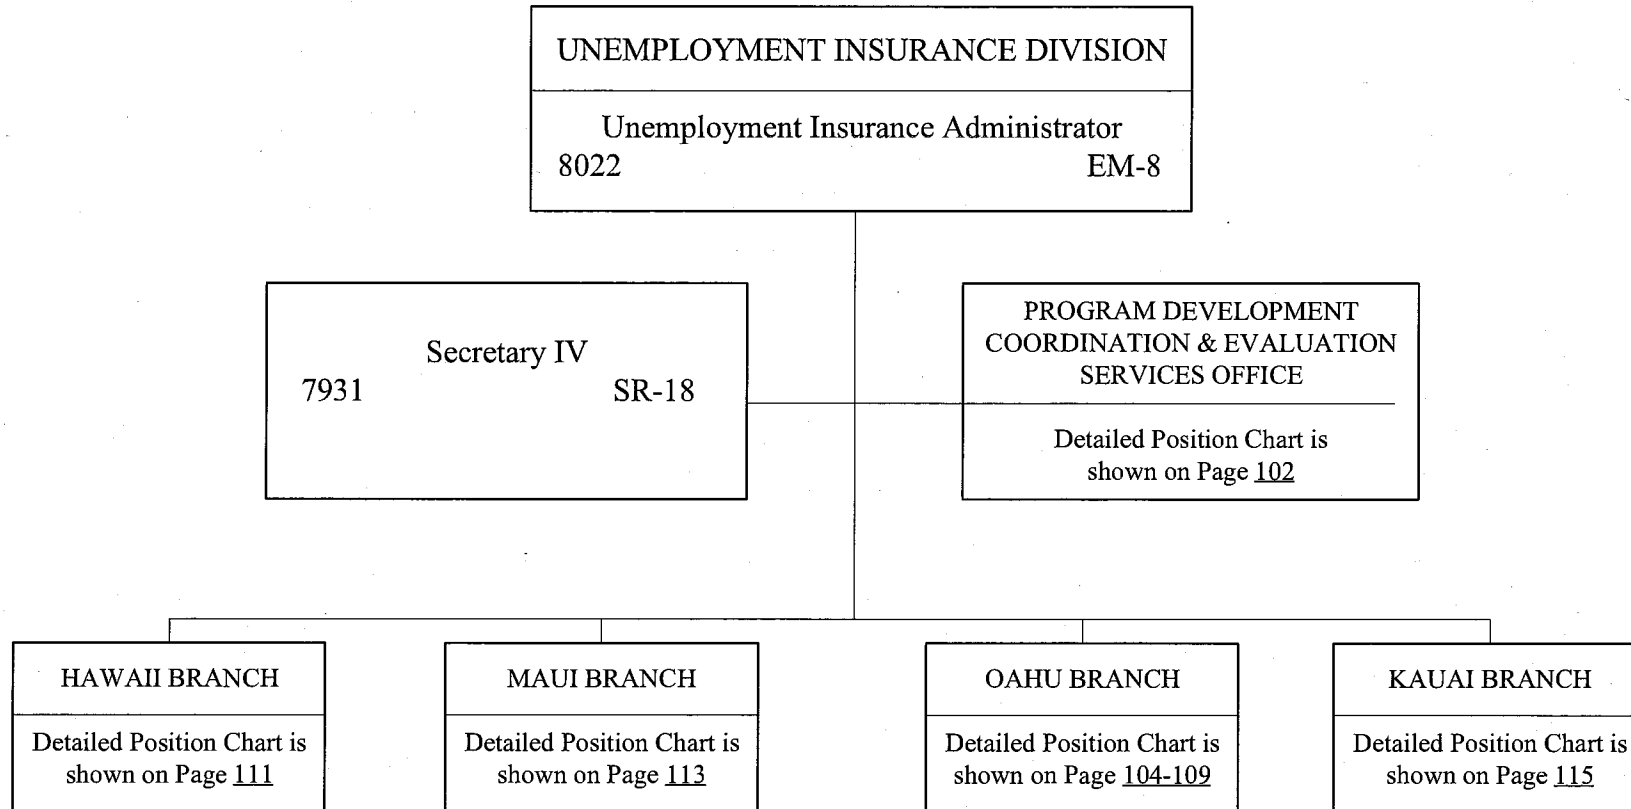 UNEMPLOYMENT INSURANCE DIVISION
Unemployment Insurance Administrator
8022 EM-8
Secretary IV
7931 SR-18
PROGRAM DEVELOPMENT
COORDINATION & EVALUATION
SERVICES OFFICE
Detailed Position Chart is
shown on Page 102
HAWAII BRANCH
Detailed Position Chart is
shown on Page 111
MAUI BRANCH
Detailed Position Chart is
shown on Page 113
OAHU BRANCH
Detailed Position Chart is
shown on Page 104-109
KAUAI BRANCH
Detailed Position Chart is
shown on Page 115